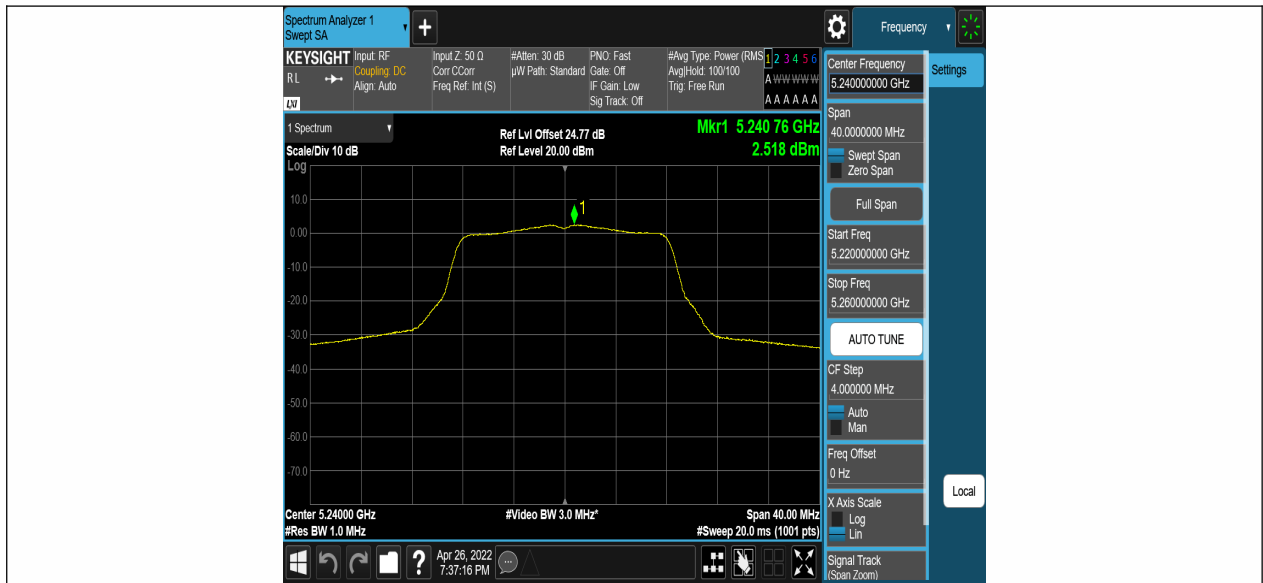 Spectrum Analyzer 1
Swept SA
+
Frequency
KEYSIGHT
RL
LXI
Input: RF
Coupling: DC
Align: Auto
Input Z: 50 Ω
Corr CCorr
Freq Ref: Int (S)
#Atten: 30 dB
µW Path: Standard
PNO: Fast
Gate: Off
IF Gain: Low
Sig Track: Off
#Avg Type: Power (RMS
Avg|Hold: 100/100
Trig: Free Run
1 2 3 4 5 6
A W W W W W
A A A A A A
1 Spectrum
Scale/Div 10 dB
Ref Lvl Offset 24.77 dB
Ref Level 20.00 dBm
Mkr1 5.240 76 GHz
2.518 dBm
Log
1
10.0
0.00
-10.0
-20.0
-30.0
-40.0
-50.0
-60.0
-70.0
Center 5.24000 GHz
#Res BW 1.0 MHz
#Video BW 3.0 MHz*
Span 40.00 MHz
#Sweep 20.0 ms (1001 pts)
Center Frequency
5.240000000 GHz
Settings
Span
40.0000000 MHz
Swept Span
Zero Span
Full Span
Start Freq
5.220000000 GHz
Stop Freq
5.260000000 GHz
AUTO TUNE
CF Step
4.000000 MHz
Auto
Man
Freq Offset
0 Hz
X Axis Scale
Log
Lin
Local
Signal Track
(Span Zoom)
?
Apr 26, 2022
7:37:16 PM